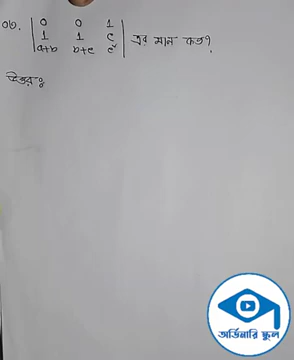 ০৩. | 0 0 1 |
| 1 1 c |
| a+b b+c c² | এর মান কত?
উত্তরঃ
অর্ডিনারি স্কুল